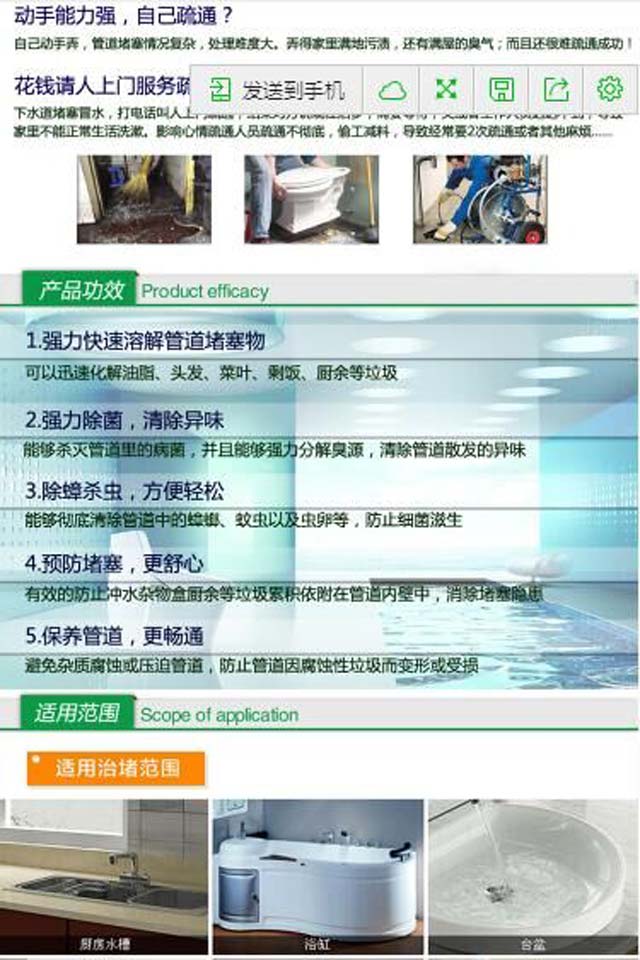 动手能力强，自己疏通？
自己动手弄，管道堵塞情况复杂，处理难度大。弄得家里满地污渍，还有满屋的臭气；而且还很难疏通成功！
花钱请人上门服务疏
发送到手机
下水道堵塞冒水，打电话叫人上门
家里不能正常生活洗漱。影响心情疏通人员疏通不彻底，偷工减料，导致经常要2次疏通或者其他麻烦......
产品功效 Product efficacy
1.强力快速溶解管道堵塞物
可以迅速化解油脂、头发、菜叶、剩饭、厨余等垃圾
2.强力除菌，清除异味
能够杀灭管道里的病菌，并且能够强力分解臭源，清除管道散发的异味
3.除蟑杀虫，方便轻松
能够彻底清除管道中的蟑螂、蚊虫以及虫卵等，防止细菌滋生
4.预防堵塞，更舒心
有效的防止冲水杂物盒厨余等垃圾累积依附在管道内壁中，消除堵塞隐患
5.保养管道，更畅通
避免杂质腐蚀或压迫管道，防止管道因腐蚀性垃圾而变形或受损
适用范围 Scope of application
适用治堵范围
厨房水槽
浴缸
台盆